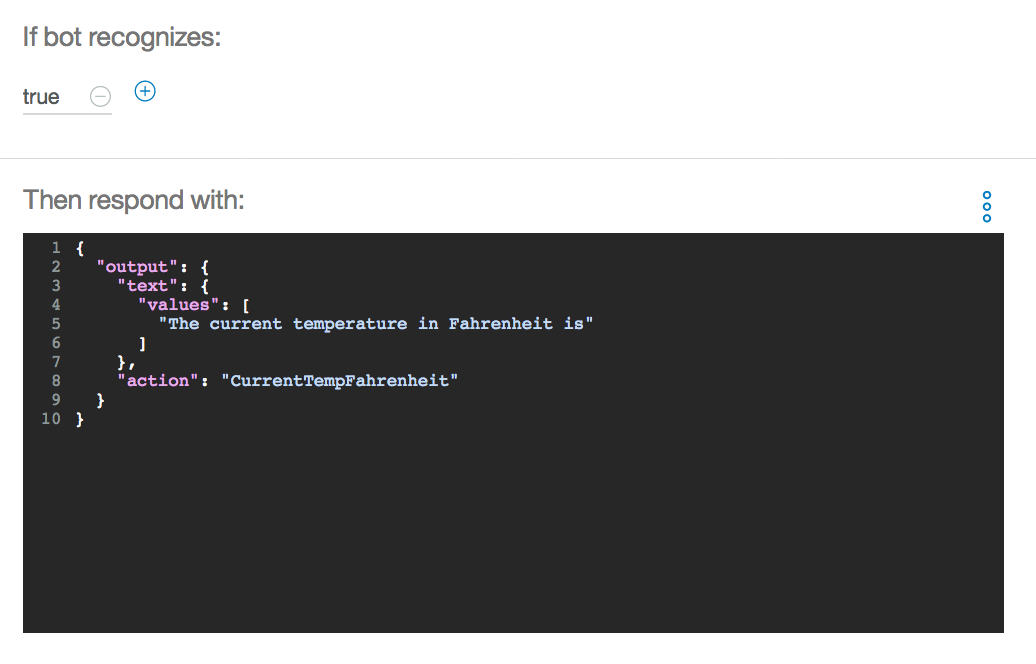 If bot recognizes:
true
Then respond with:
1 {
2   "output": {
3     "text": {
4       "values": [
5         "The current temperature in Fahrenheit is"
6       ]
7     },
8     "action": "CurrentTempFahrenheit"
9   }
10 }